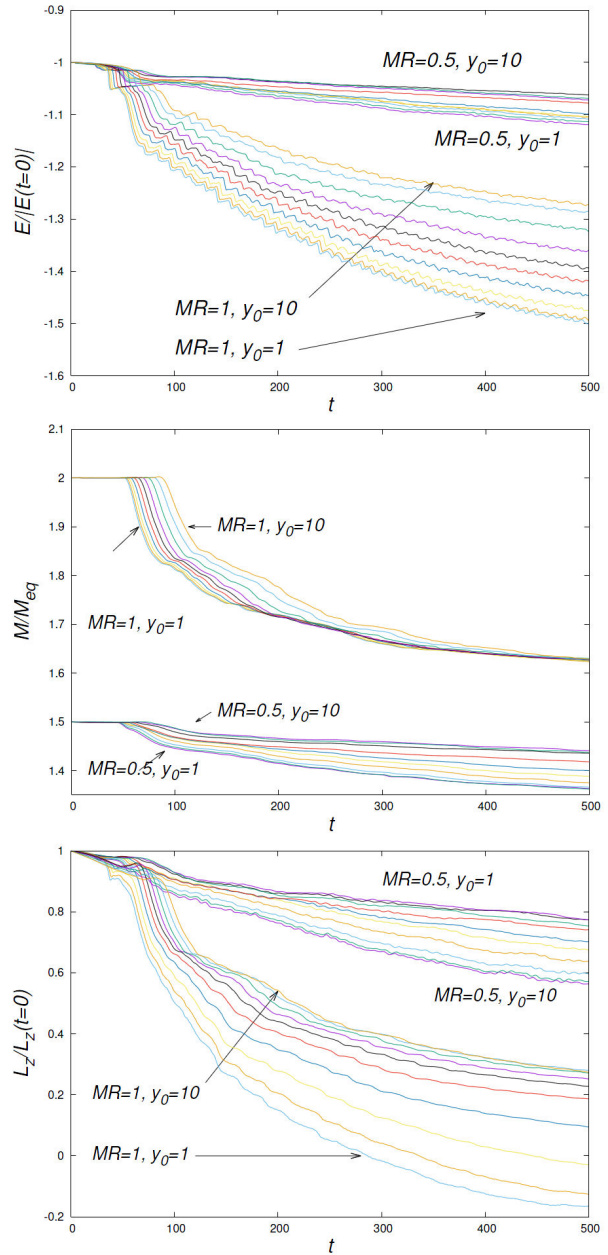 -0.9
-1
-1.1
-1.2
-1.3
-1.4
-1.5
-1.6
E/|E(t=0)|
MR=0.5, y0=10
MR=0.5, y0=1
MR=1, y0=10
MR=1, y0=1
0 100 200 300 400 500
t
2.1
2
1.9
1.8
1.7
1.6
1.5
1.4
M/Meq
MR=1, y0=10
MR=1, y0=1
MR=0.5, y0=10
MR=0.5, y0=1
0 100 200 300 400 500
t
1
0.8
0.6
0.4
0.2
0
-0.2
Lz/Lz(t=0)
MR=0.5, y0=1
MR=0.5, y0=10
MR=1, y0=10
MR=1, y0=1
0 100 200 300 400 500
t